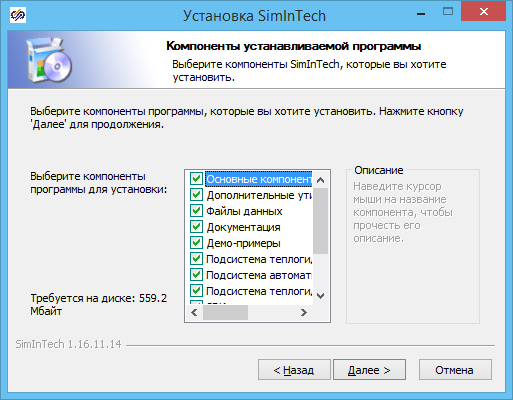 Установка SimInTech
Компоненты устанавливаемой программы
Выберите компоненты SimInTech, которые вы хотите
установить.
Выберите компоненты программы, которые вы хотите установить. Нажмите кнопку
'Далее' для продолжения.
Выберите компоненты
программы для установки:
Основные компонент
Дополнительные ути
Файлы данных
Документация
Демо-примеры
Подсистема теплоги
Подсистема автомат
Подсистема теплоги
Описание
Наведите курсор
мыши на название
компонента, чтобы
прочесть его
описание.
Требуется на диске: 559.2
Мбайт
SimInTech 1.16.11.14
< Назад
Далее >
Отмена